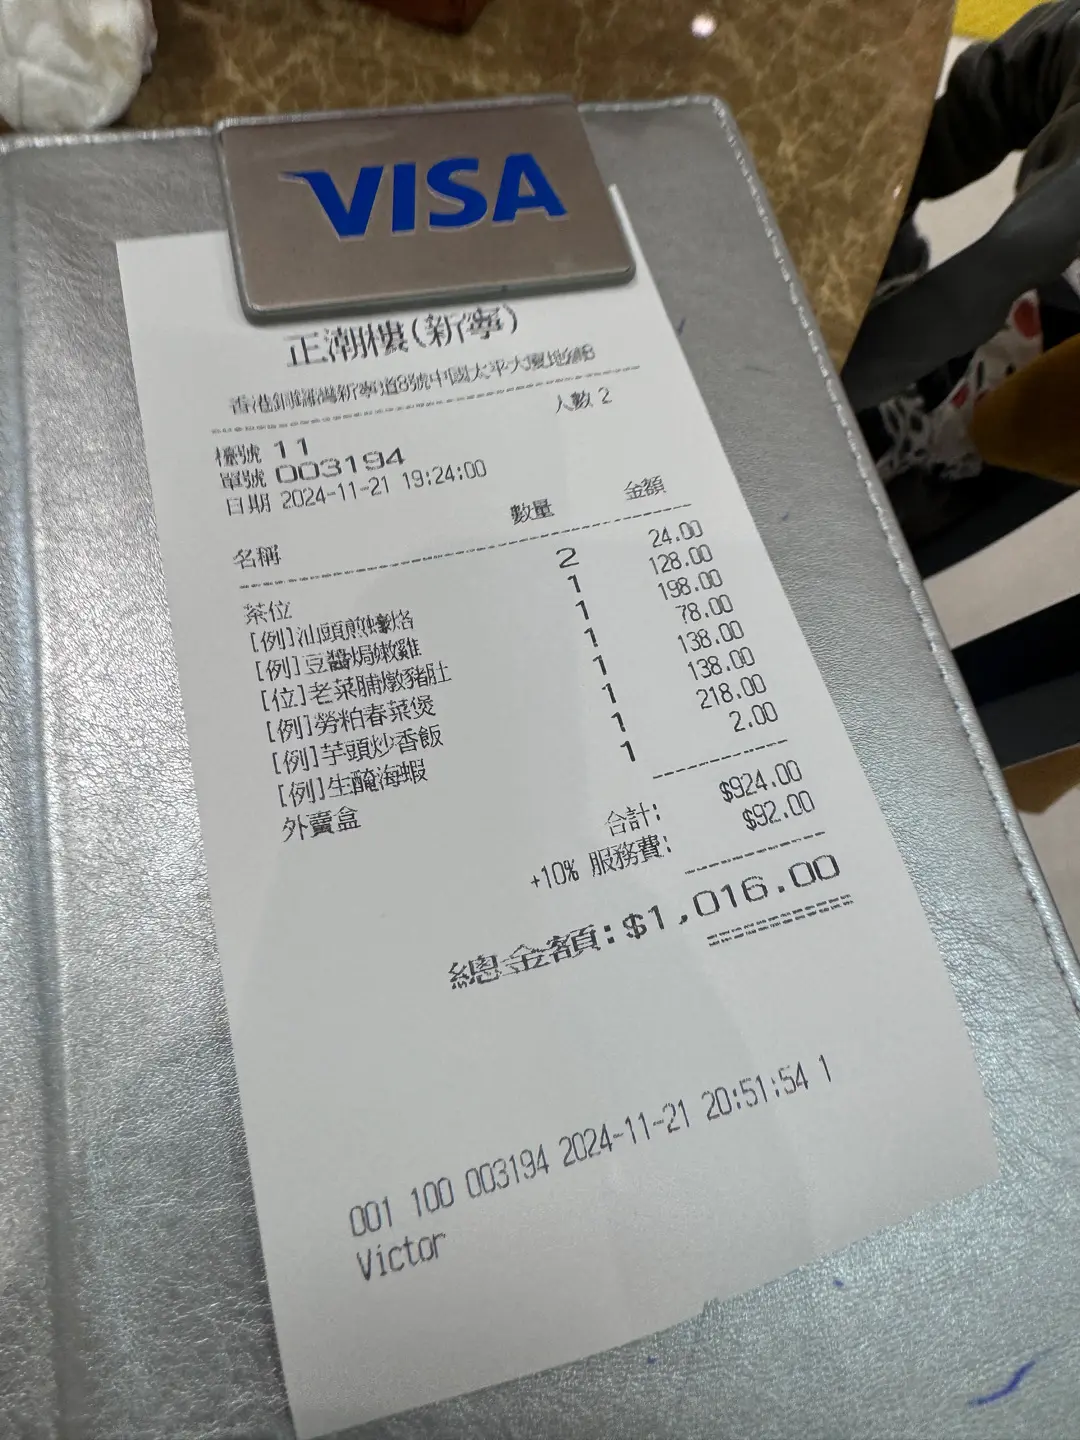 VISA
正潮樓(新寧)
香港銅鑼灣新寧道8號中國太平大廈地舖B
人數 2
檯號 11
單號 003194
日期 2024-11-21 19:24:00
名稱 數量 金額
茶位 2 24.00
[例]汕頭煎蠔烙 1 128.00
[例]豆醬焗嫩雞 1 198.00
[位]老菜脯燉豬肚 1 78.00
[例]勞粕春菜煲 1 138.00
[例]芋頭炒香飯 1 138.00
[例]生醃海蝦 1 218.00
外賣盒 1 2.00
合計: $924.00
+10% 服務費: $92.00
總金額:$1,016.00
001 100 003194 2024-11-21 20:51:54 1
Victor